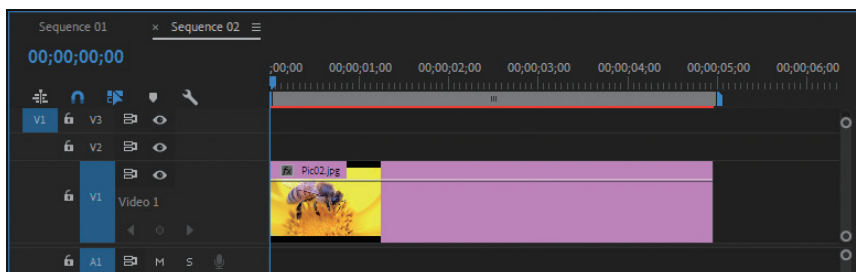 Sequence 01 × Sequence 02 ☰
00;00;00;00
;00;00 00;00;01;00 00;00;02;00 00;00;03;00 00;00;04;00 00;00;05;00 00;00;06;00
V1 V3
V2
fx Pic02.jpg
V1 Video 1
A1 M S